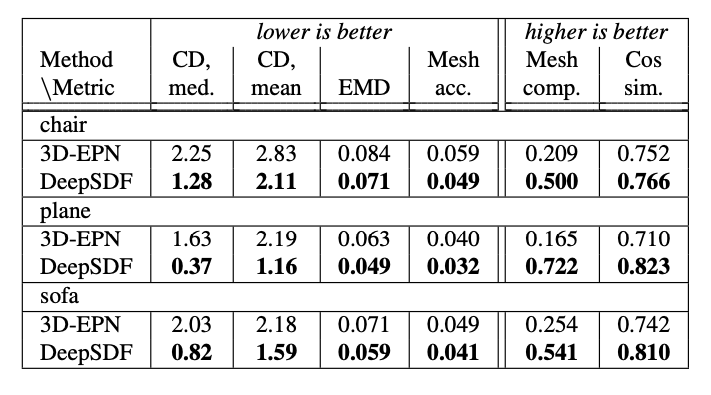 lower is better higher is better
Method CD, CD, Mesh Mesh Cos
\Metric med. mean EMD acc. comp. sim.
chair
3D-EPN 2.25 2.83 0.084 0.059 0.209 0.752
DeepSDF 1.28 2.11 0.071 0.049 0.500 0.766
plane
3D-EPN 1.63 2.19 0.063 0.040 0.165 0.710
DeepSDF 0.37 1.16 0.049 0.032 0.722 0.823
sofa
3D-EPN 2.03 2.18 0.071 0.049 0.254 0.742
DeepSDF 0.82 1.59 0.059 0.041 0.541 0.810